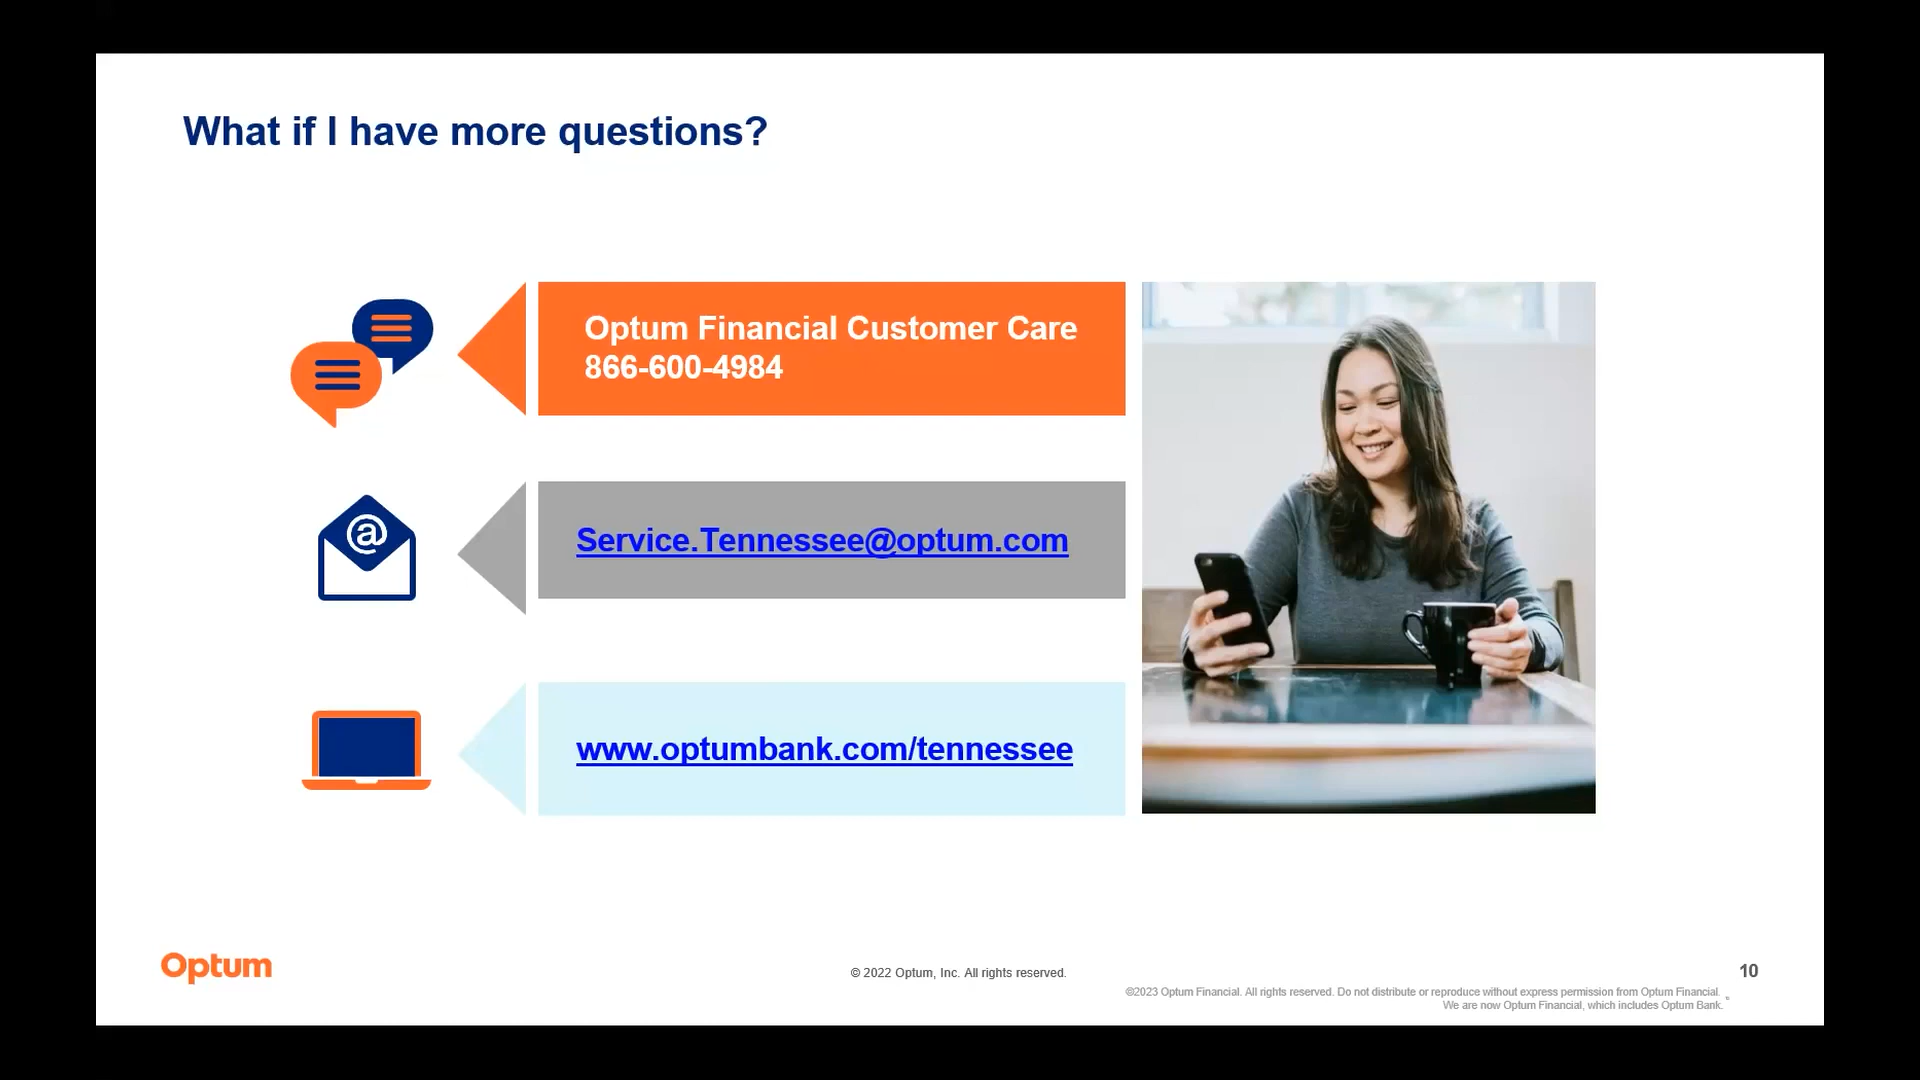 What if I have more questions?
Optum Financial Customer Care
866-600-4984
@
Service.Tennessee@optum.com
www.optumbank.com/tennessee
Optum
© 2022 Optum, Inc. All rights reserved.
10
©2023 Optum Financial. All rights reserved. Do not distribute or reproduce without express permission from Optum Financial.
We are now Optum Financial, which includes Optum Bank.